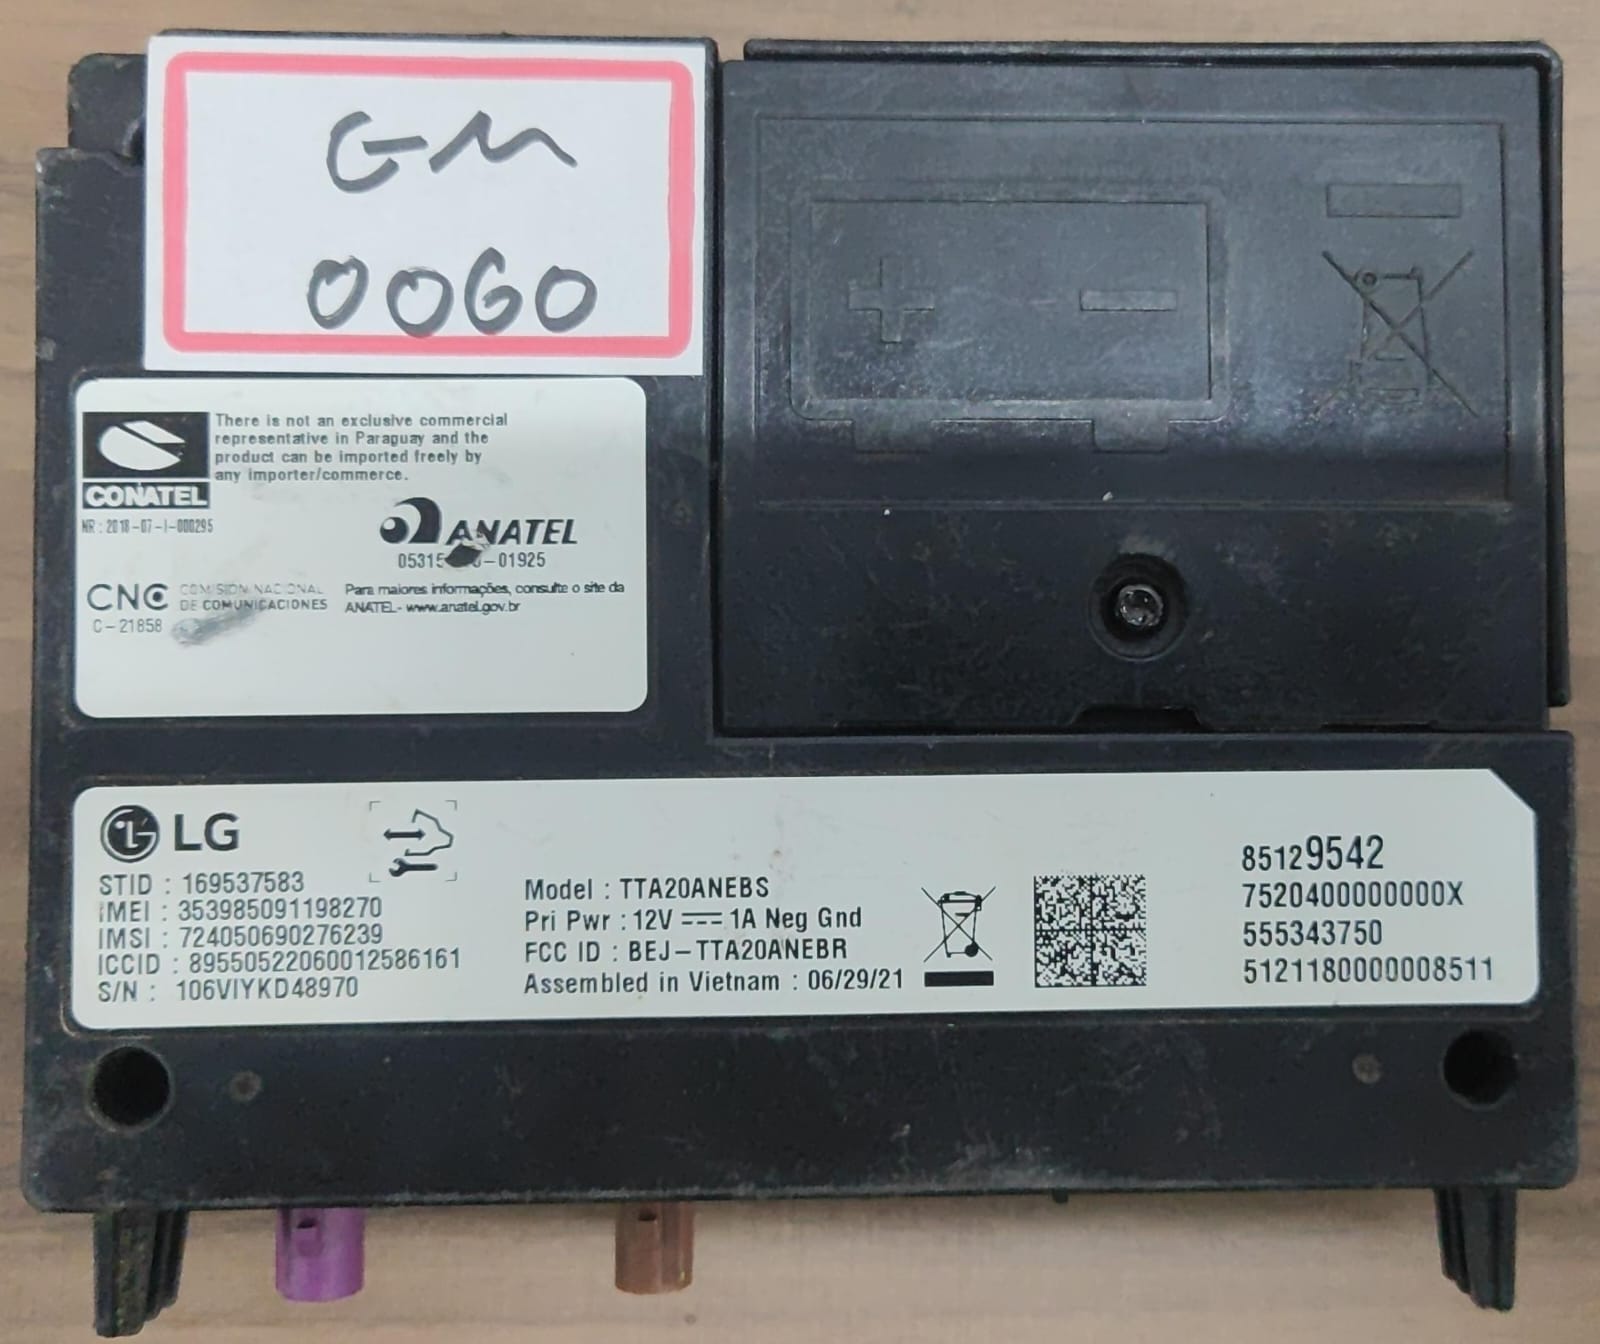 GM
0060
There is not an exclusive commercial
representative in Paraguay and the
product can be imported freely by
any importer/commerce.
CONATEL
NR : 2018-07-I-000295
ANATEL
-01925
CNC COMISION NACIONAL
DE COMUNICACIONES
C-21858
Para maiores informações, consulte o site da
ANATEL- www.anatel.gov.br
LG
STID : 169537583
IMEI : 353985091198270
IMSI : 724050690276239
ICCID : 89550522060012586161
S/N : 106VIYKD48970
Model : TTA20ANEBS
Pri Pwr : 12V 1A Neg Gnd
FCC ID : BEJ-TTA20ANEBR
Assembled in Vietnam : 06/29/21
85129542
7520400000000X
555343750
5121180000008511